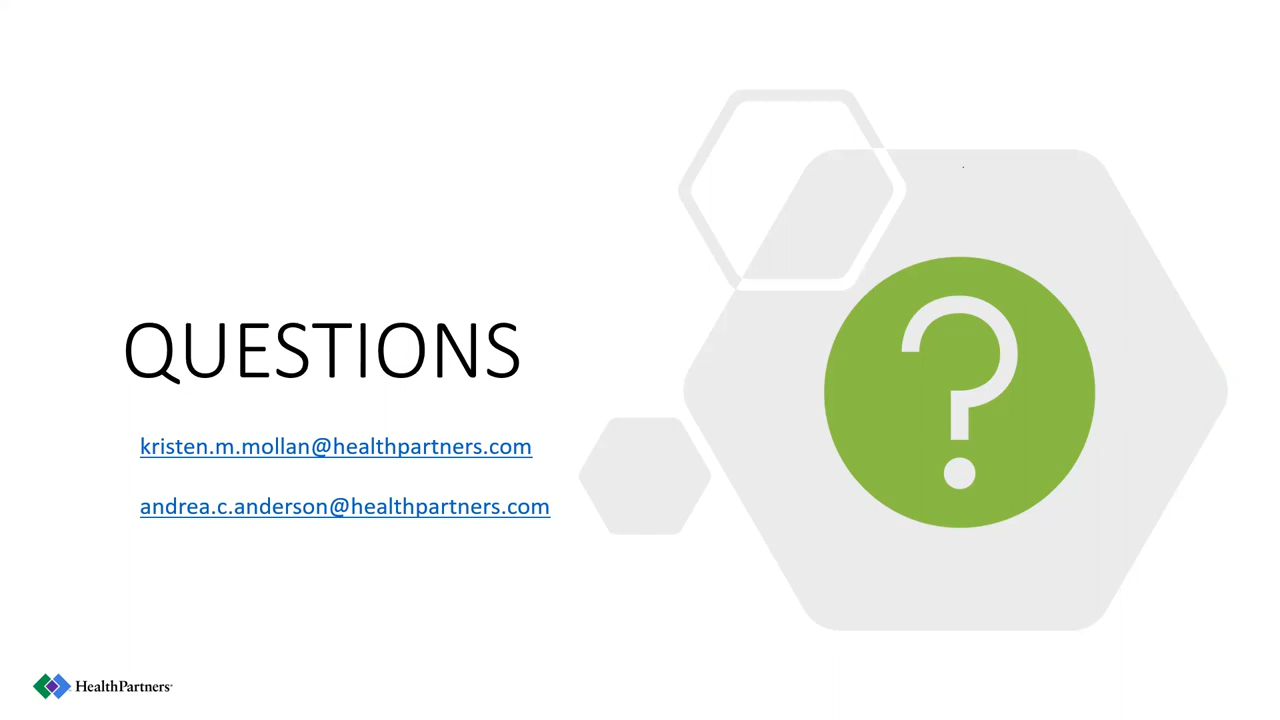 QUESTIONS
kristen.m.mollan@healthpartners.com
andrea.c.anderson@healthpartners.com
?
HealthPartners®